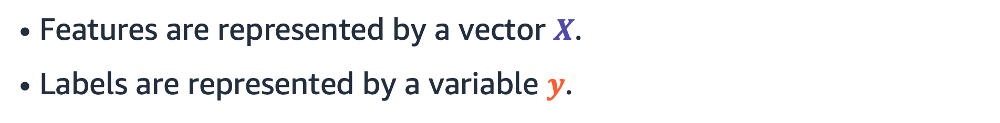 • Features are represented by a vector X.
• Labels are represented by a variable y.